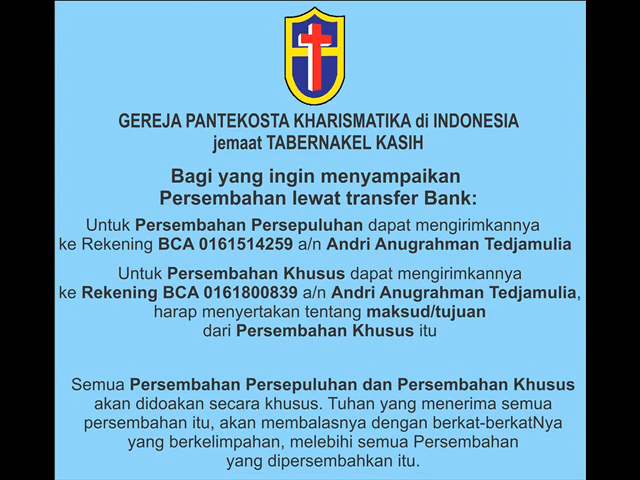 GEREJA PANTEKOSTA KHARISMATIKA di INDONESIA
jemaat TABERNAKEL KASIH
Bagi yang ingin menyampaikan
Persembahan lewat transfer Bank:
Untuk Persembahan Persepuluhan dapat mengirimkannya
ke Rekening BCA 0161514259 a/n Andri Anugrahman Tedjamulia
Untuk Persembahan Khusus dapat mengirimkannya
ke Rekening BCA 0161800839 a/n Andri Anugrahman Tedjamulia,
harap menyertakan tentang maksud/tujuan
dari Persembahan Khusus itu
Semua Persembahan Persepuluhan dan Persembahan Khusus
akan didoakan secara khusus. Tuhan yang menerima semua
persembahan itu, akan membalasnya dengan berkat-berkatNya
yang berkelimpahan, melebihi semua Persembahan
yang dipersembahkan itu.